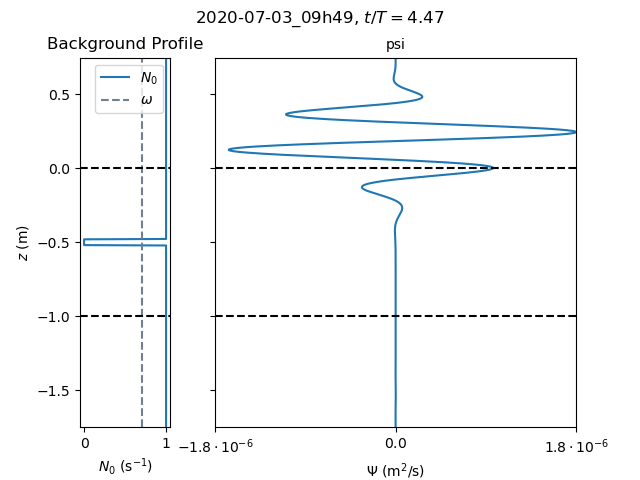 2020-07-03_09h49, t/T = 4.47
Background Profile
psi
N₀
ω
0.5
0.0
−0.5
−1.0
−1.5
z (m)
0 1
−1.8 · 10⁻⁶ 0.0 1.8 · 10⁻⁶
N₀ (s⁻¹)
Ψ (m²/s)